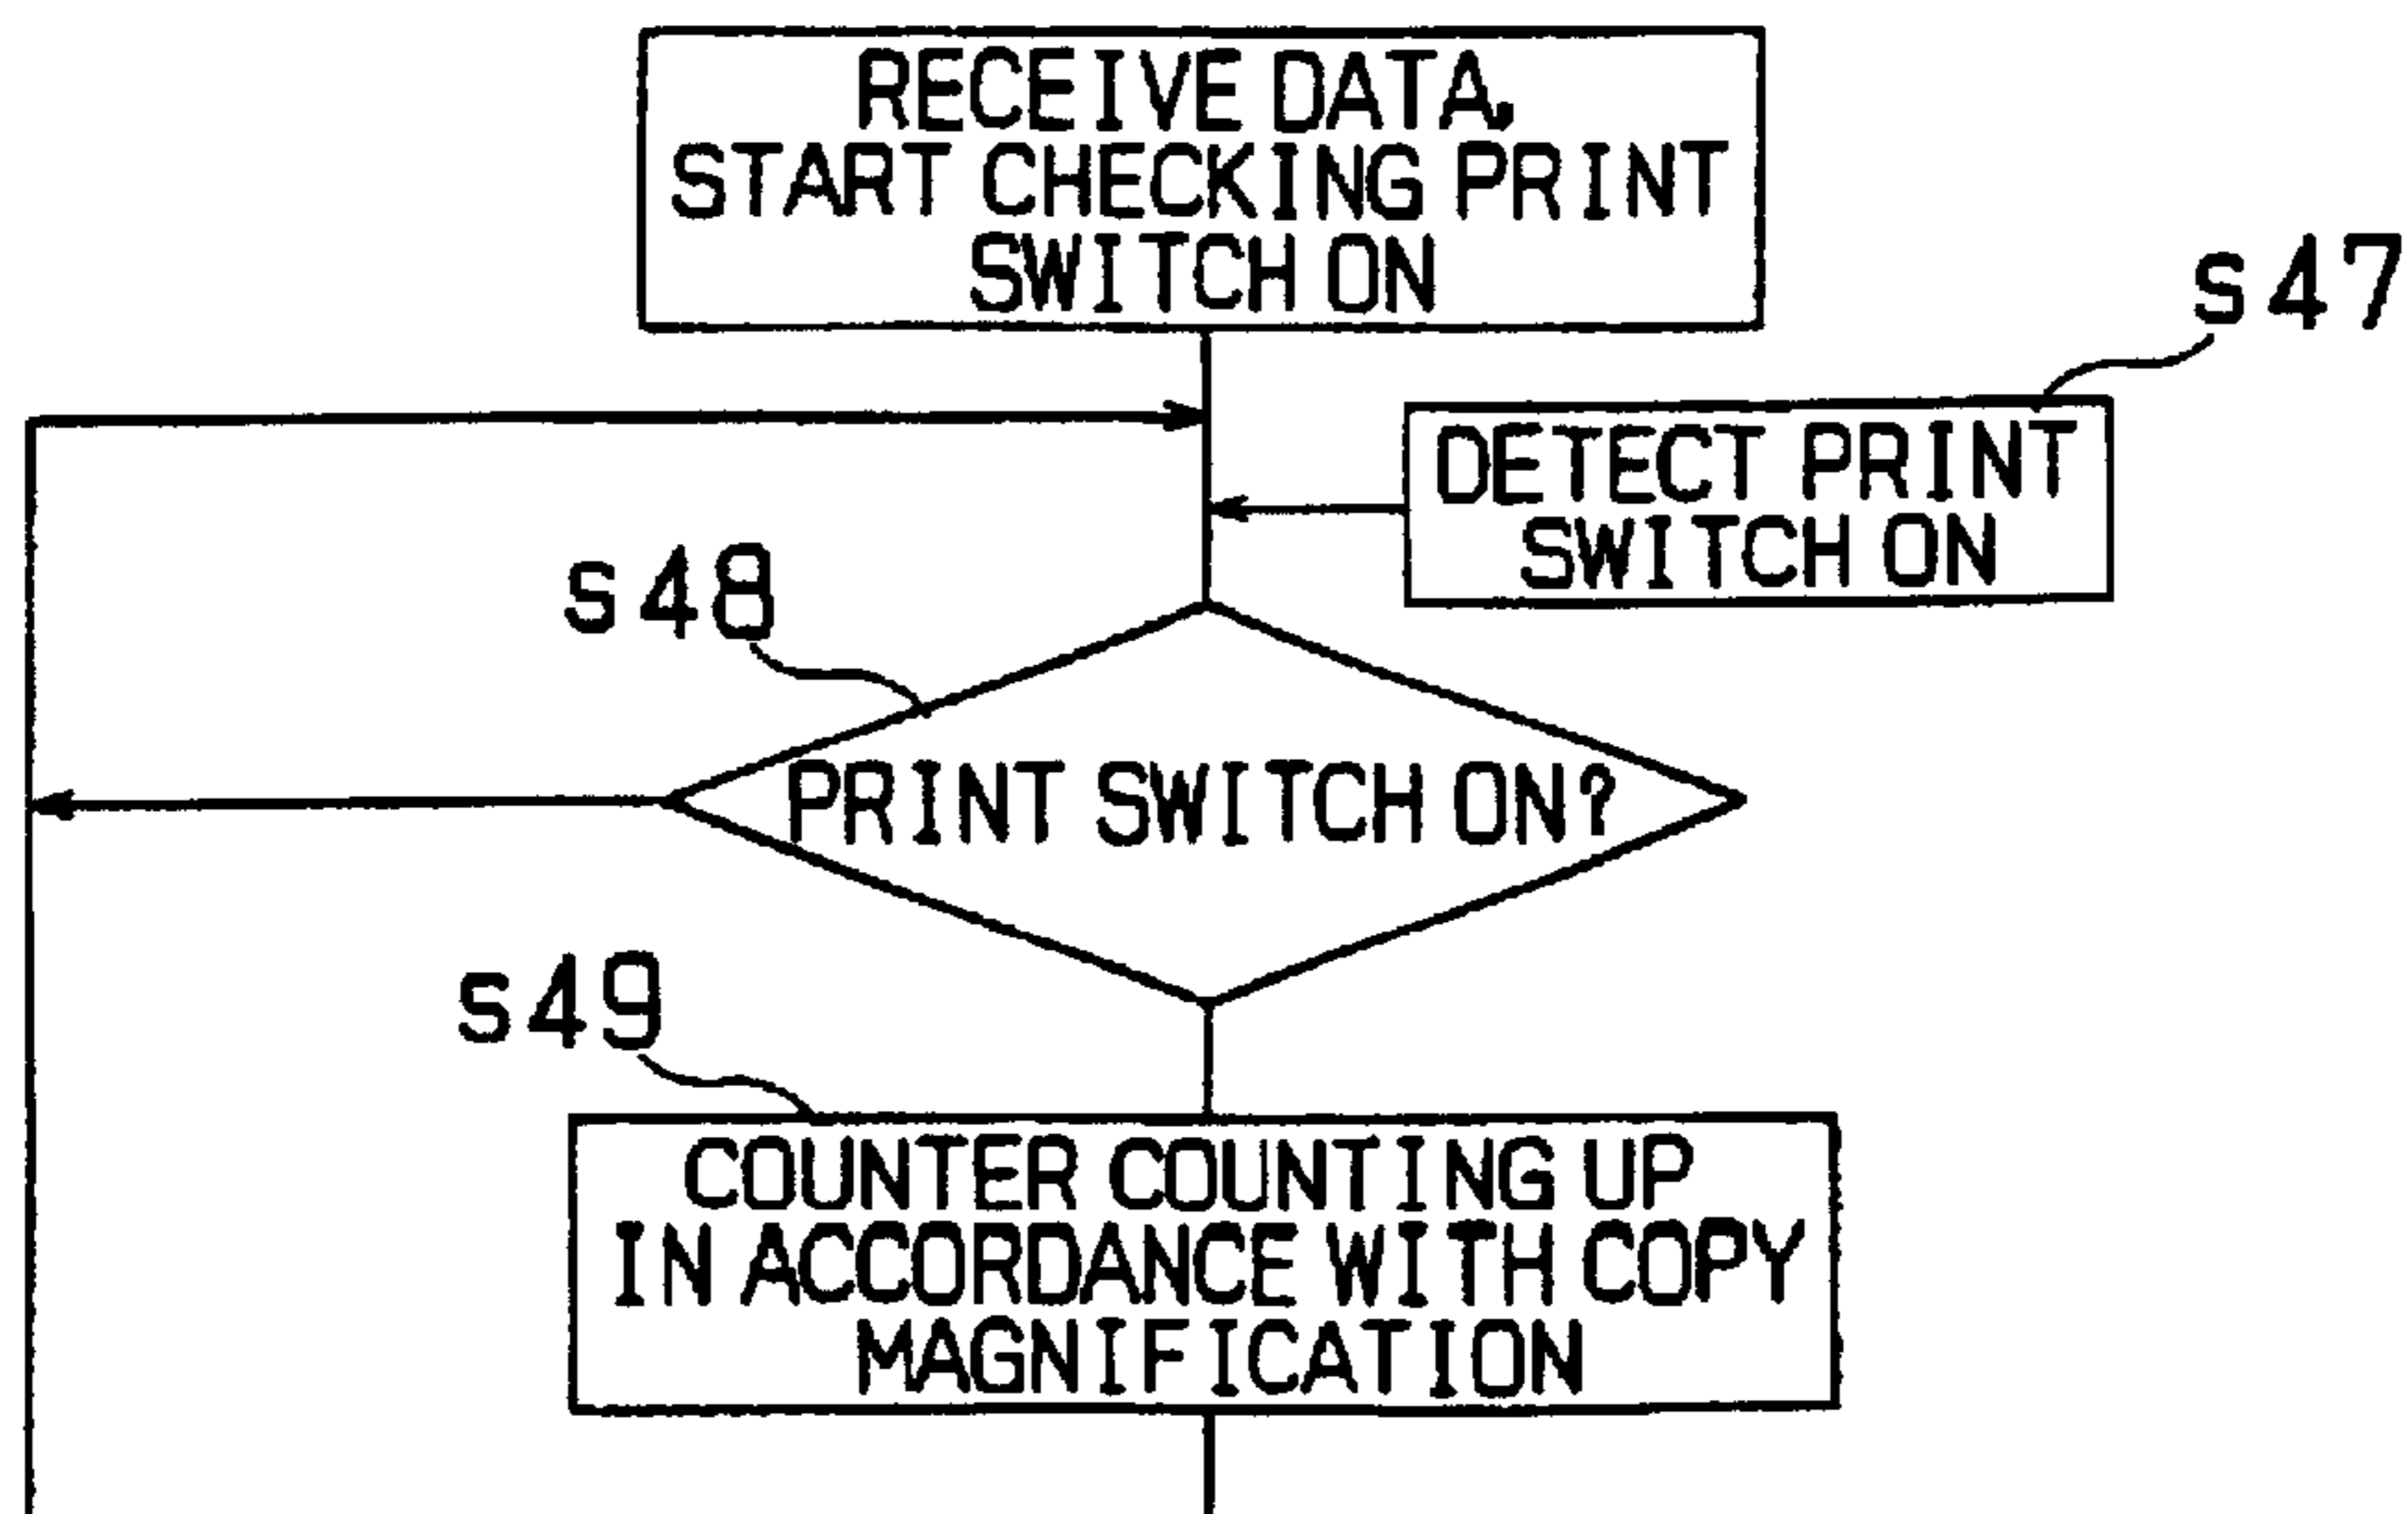 RECEIVE DATA,
START CHECKING PRINT
SWITCH ON
s47
DETECT PRINT
SWITCH ON
s48
PRINT SWITCH ON?
s49
COUNTER COUNTING UP
IN ACCORDANCE WITH COPY
MAGNIFICATION